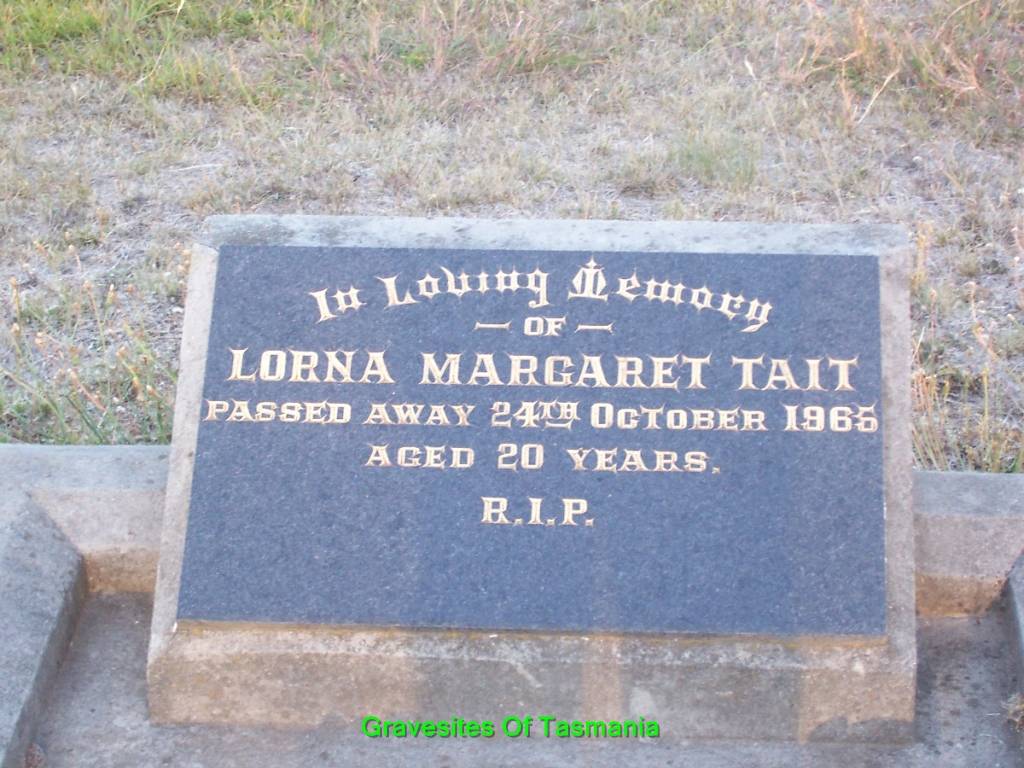 In Loving Memory
— OF —
LORNA MARGARET TAIT
PASSED AWAY 24TH OCTOBER 1965
AGED 20 YEARS.
R.I.P.
Gravesites Of Tasmania